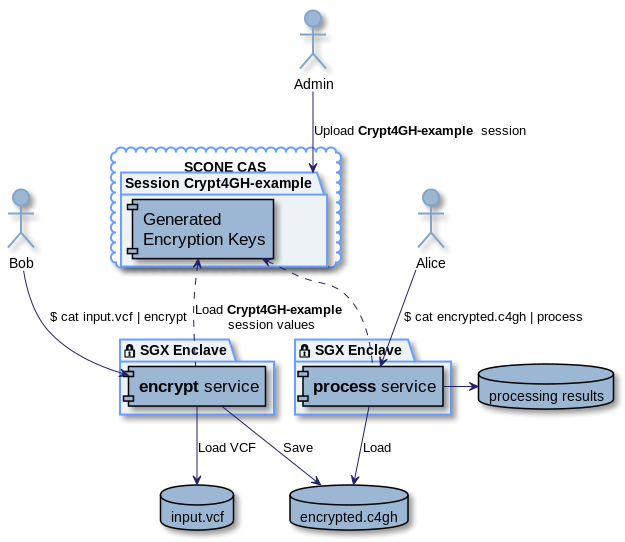 Admin
Upload Crypt4GH-example session
SCONE CAS
Session Crypt4GH-example
Generated
Encryption Keys
Bob
Alice
$ cat input.vcf | encrypt
Load Crypt4GH-example
session values
$ cat encrypted.c4gh | process
SGX Enclave
encrypt service
SGX Enclave
process service
processing results
Load VCF
Save
Load
input.vcf
encrypted.c4gh